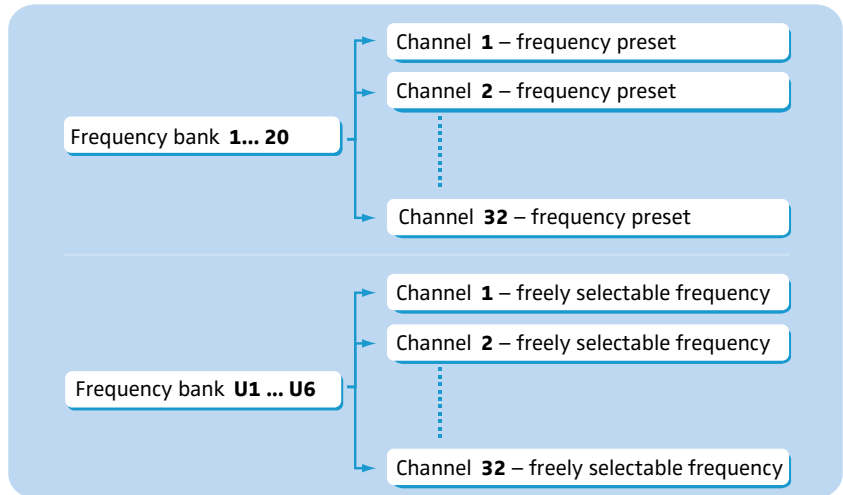 Channel 1 – frequency preset
Channel 2 – frequency preset
Frequency bank 1... 20
Channel 32 – frequency preset
Channel 1 – freely selectable frequency
Channel 2 – freely selectable frequency
Frequency bank U1 ... U6
Channel 32 – freely selectable frequency